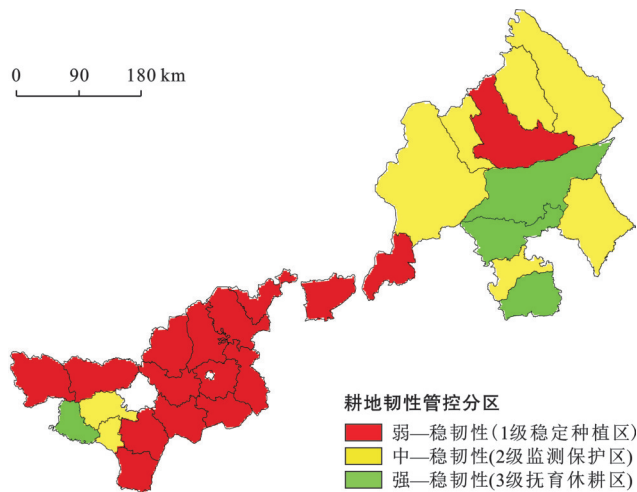 0 90 180 km
耕地韧性管控分区
弱—稳韧性(1级稳定种植区)
中—稳韧性(2级监测保护区)
强—稳韧性(3级抚育休耕区)